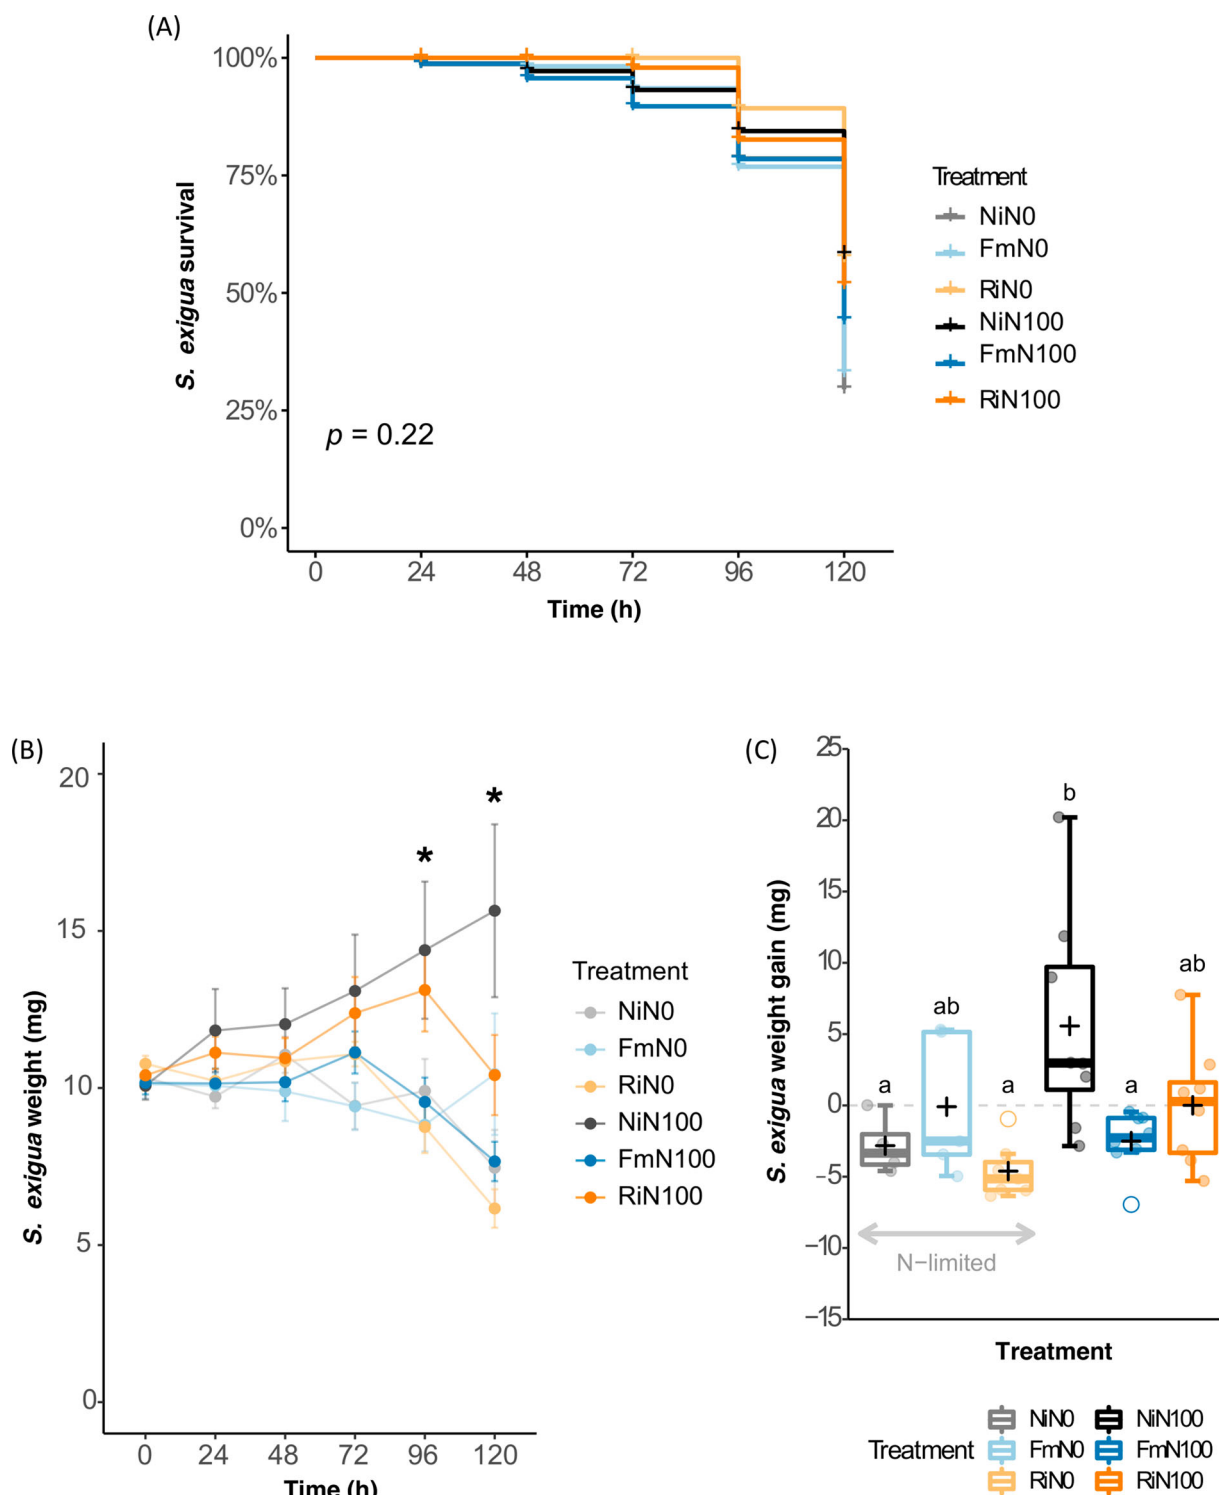 (A)
100%
75%
50%
25%
0%
S. exigua survival
p = 0.22
0 24 48 72 96 120
Time (h)
Treatment
NiN0
FmN0
RiN0
NiN100
FmN100
RiN100
(B)
20
15
10
5
0
S. exigua weight (mg)
*
*
0 24 48 72 96 120
Time (h)
Treatment
NiN0
FmN0
RiN0
NiN100
FmN100
RiN100
(C)
25
20
15
10
5
0
−5
−10
−15
S. exigua weight gain (mg)
a ab a b a ab
N−limited
Treatment
Treatment
NiN0 NiN100
FmN0 FmN100
RiN0 RiN100